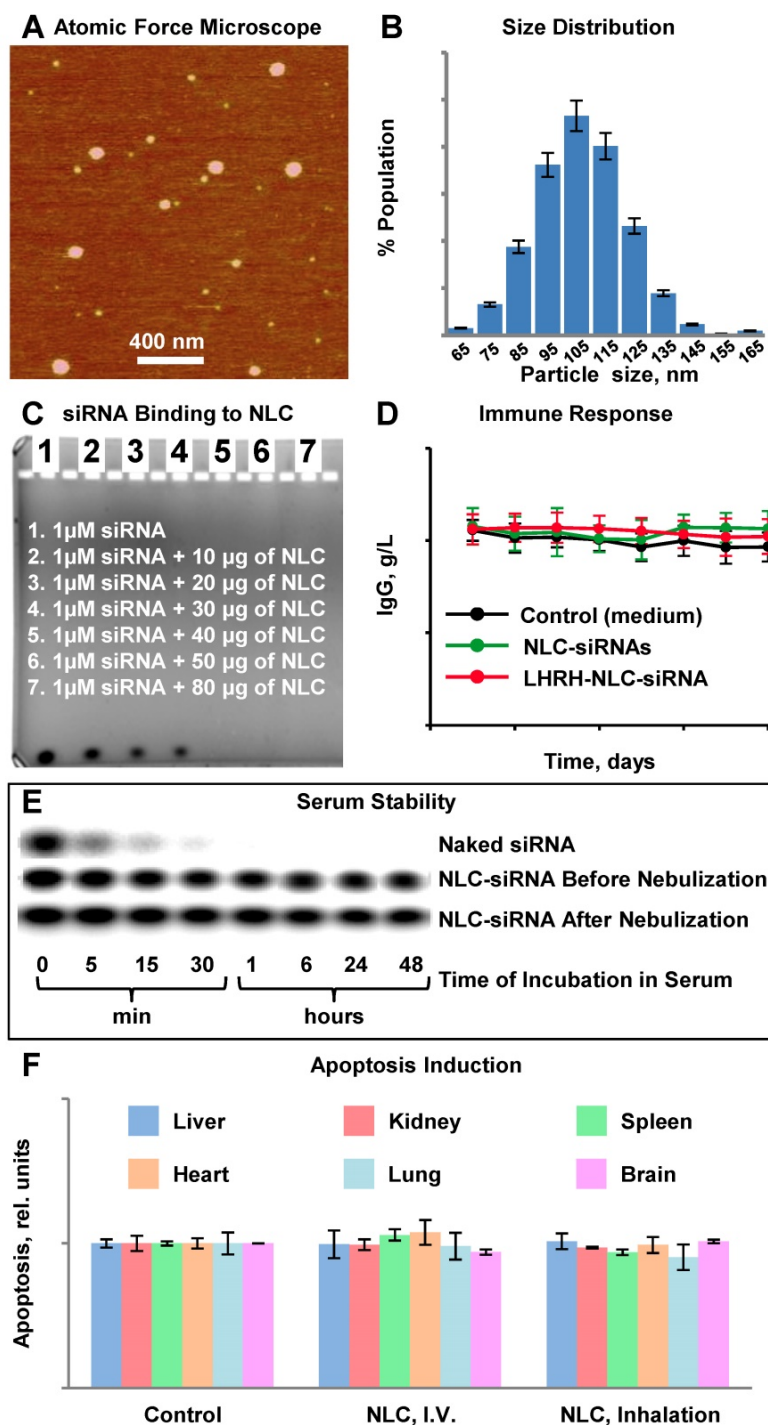 A Atomic Force Microscope
400 nm
B Size Distribution
% Population
65 75 85 95 105 115 125 135 145 155 165
Particle size, nm
C siRNA Binding to NLC
1 2 3 4 5 6 7
1. 1µM siRNA
2. 1µM siRNA + 10 µg of NLC
3. 1µM siRNA + 20 µg of NLC
4. 1µM siRNA + 30 µg of NLC
5. 1µM siRNA + 40 µg of NLC
6. 1µM siRNA + 50 µg of NLC
7. 1µM siRNA + 80 µg of NLC
D Immune Response
IgG, g/L
Control (medium)
NLC-siRNAs
LHRH-NLC-siRNA
Time, days
E Serum Stability
Naked siRNA
NLC-siRNA Before Nebulization
NLC-siRNA After Nebulization
0 5 15 30 1 6 24 48 Time of Incubation in Serum
min hours
F Apoptosis Induction
Apoptosis, rel. units
Liver Kidney Spleen
Heart Lung Brain
Control NLC, I.V. NLC, Inhalation